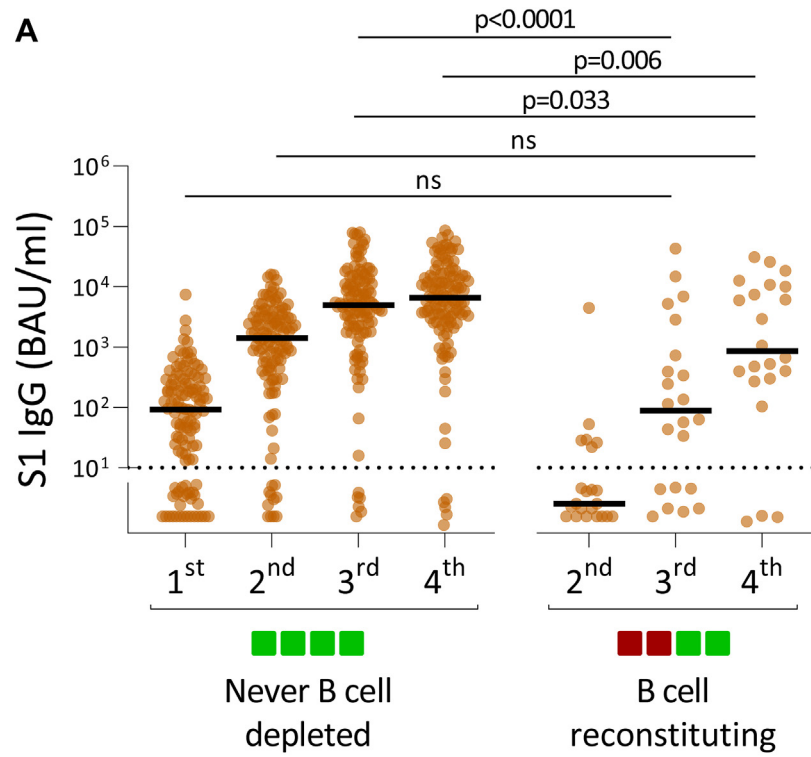 A
p<0.0001
p=0.006
p=0.033
ns
ns
S1 IgG (BAU/ml)
10⁶
10⁵
10⁴
10³
10²
10¹
1ˢᵗ 2ⁿᵈ 3ʳᵈ 4ᵗʰ 2ⁿᵈ 3ʳᵈ 4ᵗʰ
Never B cell
depleted
B cell
reconstituting